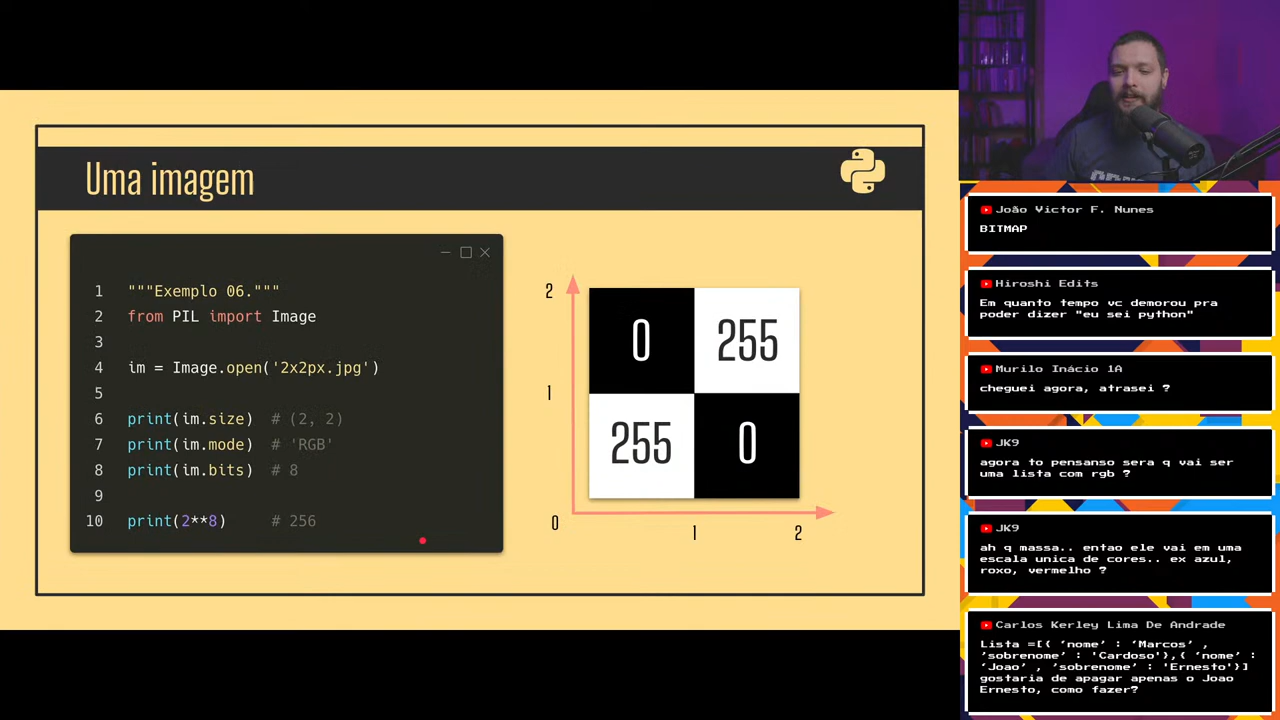 Uma imagem
1 """Exemplo 06."""
2 from PIL import Image
3
4 im = Image.open('2x2px.jpg')
5
6 print(im.size) # (2, 2)
7 print(im.mode) # 'RGB'
8 print(im.bits) # 8
9
10 print(2**8) # 256
2
1
0
1 2
0 255
255 0
João Victor F. Nunes
BITMAP
Hiroshi Edits
Em quanto tempo vc demorou pra
poder dizer "eu sei python"
Murilo Inácio 1A
cheguei agora, atrasei ?
JK9
agora to pensanso sera q vai ser
uma lista com rgb ?
JK9
ah q massa.. entao ele vai em uma
escala unica de cores.. ex azul,
roxo, vermelho ?
Carlos Kerley Lima De Andrade
Lista =[{ ‘nome’ : ‘Marcos’ ,
’sobrenome’ : 'Cardoso'},{ ‘nome’ :
‘Joao’ , ’sobrenome’ : 'Ernesto'}]
gostaria de apagar apenas o Joao
Ernesto, como fazer?